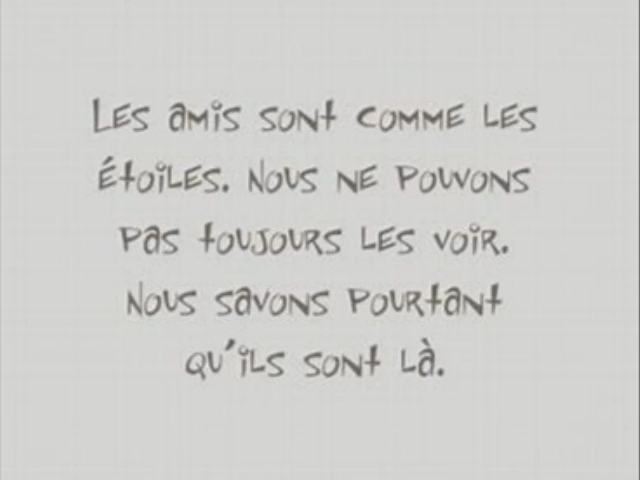 Les amis sont comme les
étoiles. Nous ne pouvons
pas toujours les voir.
Nous savons pourtant
qu'ils sont là.